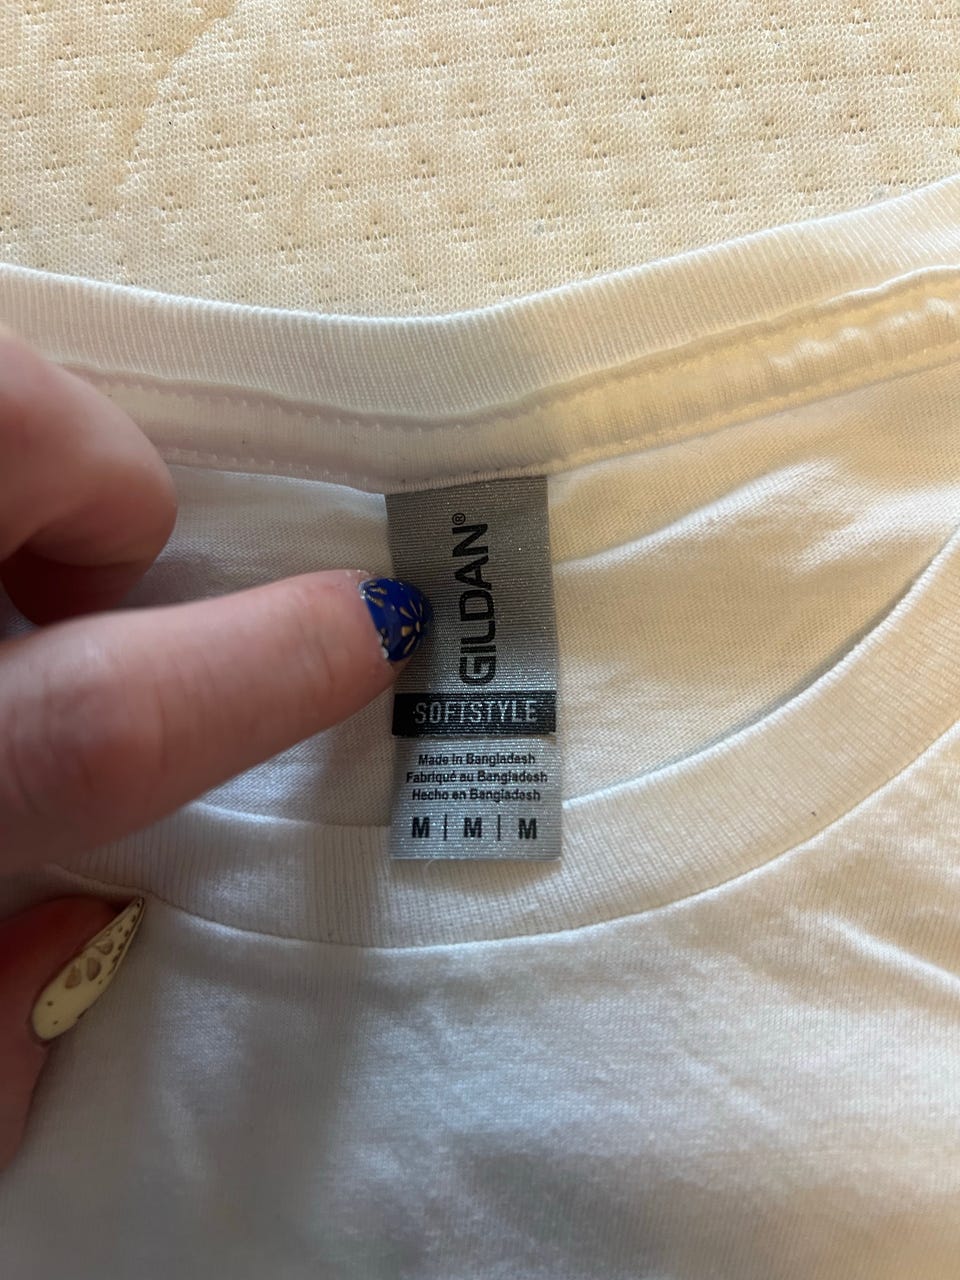 GILDAN®
SOFTSTYLE
Made in Bangladesh
Fabriqué au Bangladesh
Hecho en Bangladesh
M | M | M